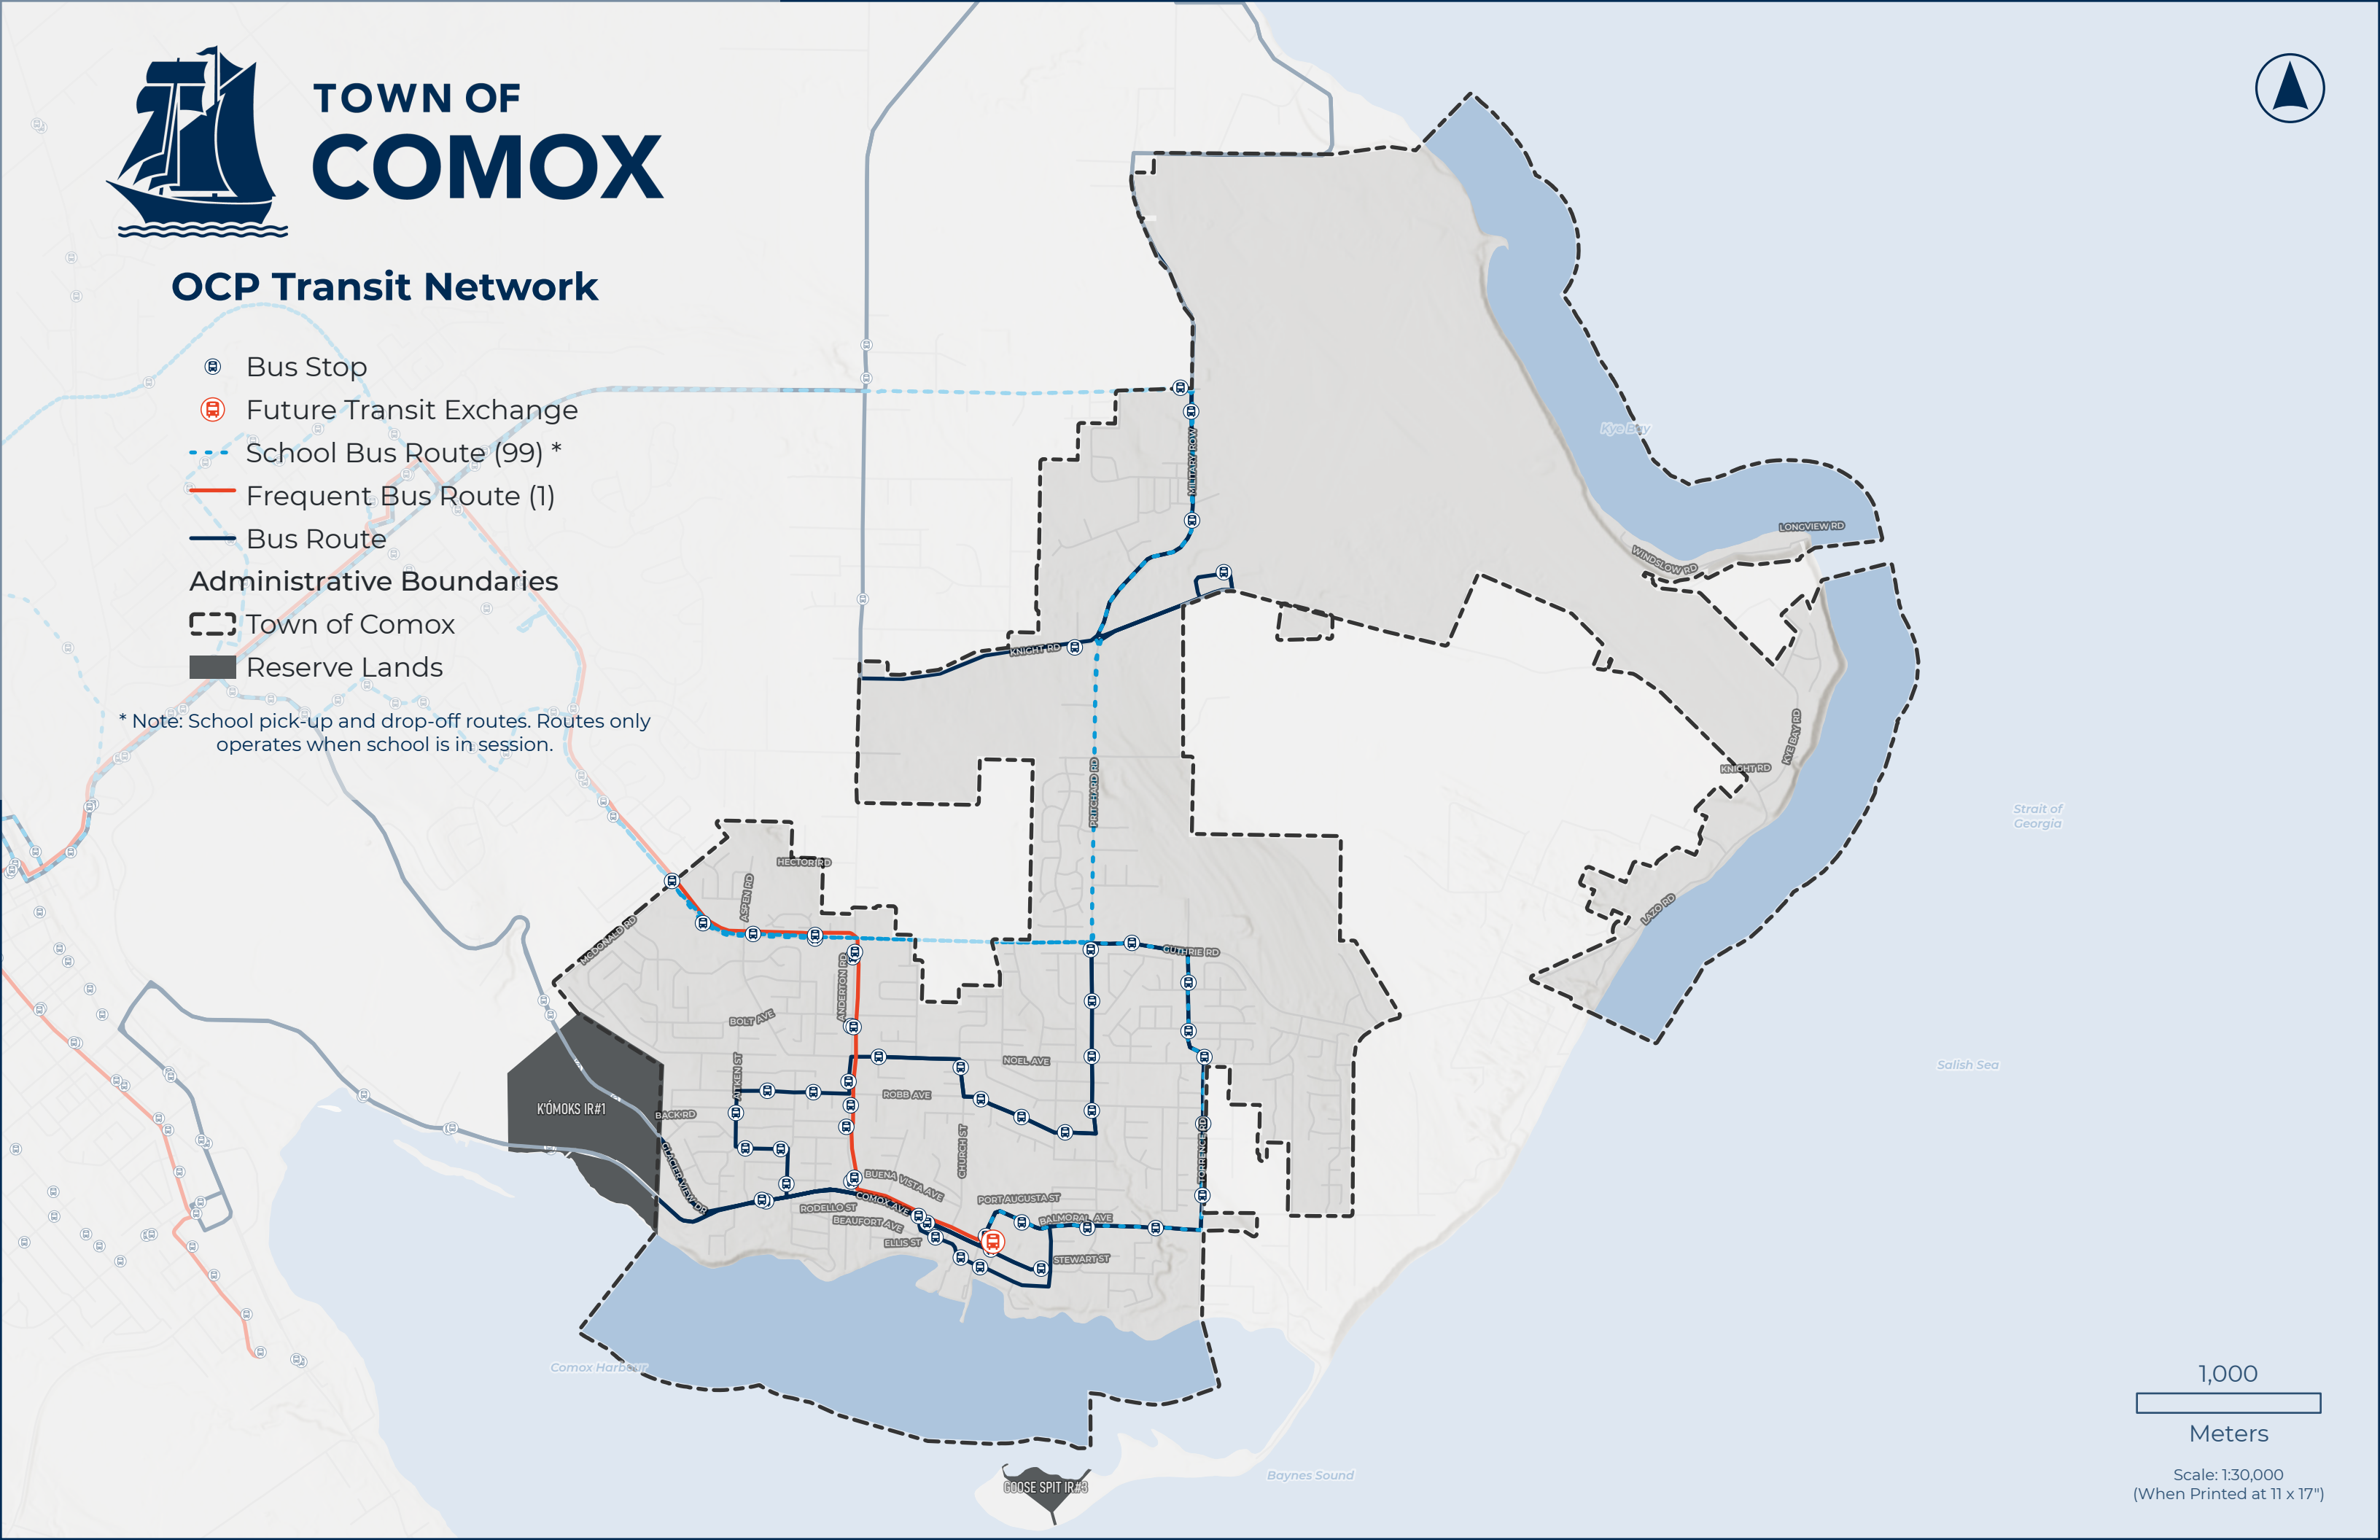 TOWN OF
COMOX
OCP Transit Network
Bus Stop
Future Transit Exchange
School Bus Route (99) *
Frequent Bus Route (1)
Bus Route
Administrative Boundaries
Town of Comox
Reserve Lands
* Note: School pick-up and drop-off routes. Routes only
operates when school is in session.
Kye Bay
MILITARY ROW
LONGVIEW RD
WINDSLOW RD
KNIGHT RD
KYE BAY RD
KNIGHT RD
PRITCHARD RD
Strait of
Georgia
HECTOR RD
ASPEN RD
LAZO RD
MCDONALD RD
GUTHRIE RD
ANDERTON RD
BOLT AVE
NOEL AVE
Salish Sea
AITKEN ST
ROBB AVE
K'ÓMOKS IR#1
BACK RD
CHURCH ST
TORRENCE RD
GLACIER VIEW DR
BUENA VISTA AVE
COMOX AVE
PORT AUGUSTA ST
RODELLO ST
BALMORAL AVE
BEAUFORT AVE
ELLIS ST
STEWART ST
Comox Harbour
1,000
Meters
Scale: 1:30,000
(When Printed at 11 x 17")
Baynes Sound
GOOSE SPIT IR#3